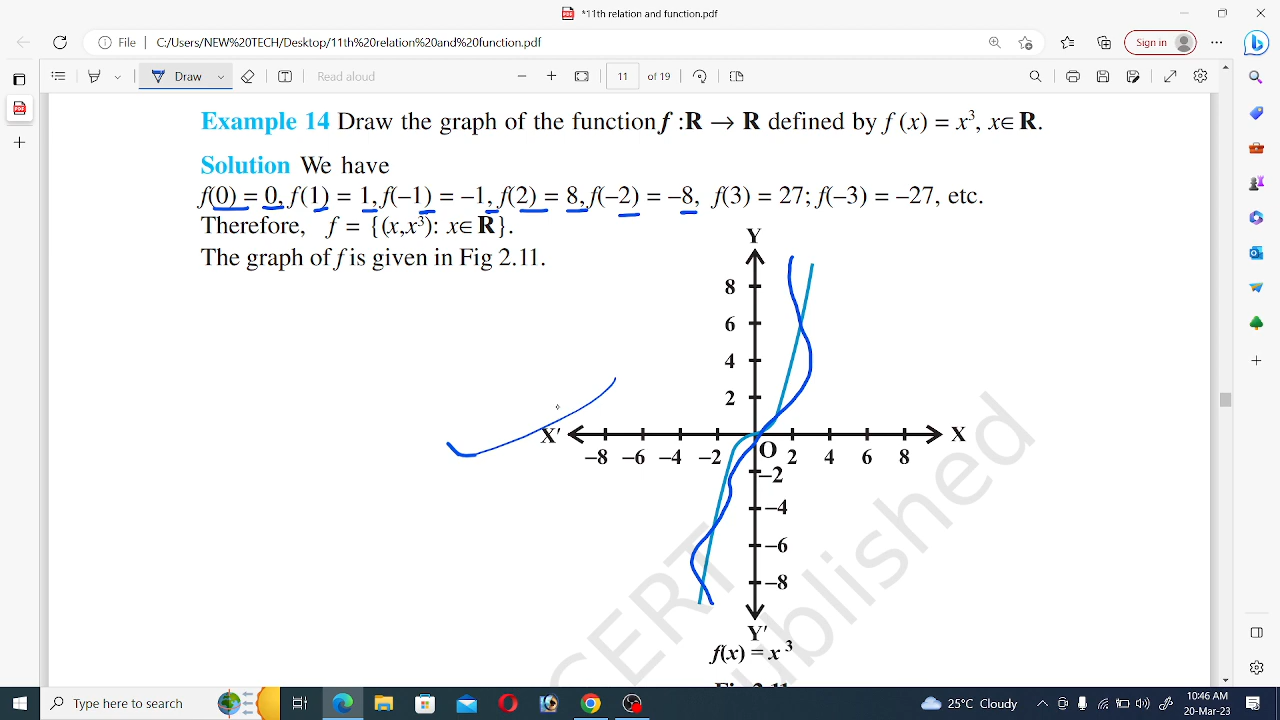 *11th relation and function.pdf
File | C:/Users/NEW%20TECH/Desktop/11th%20relation%20and%20function.pdf
Sign in
Draw
Read aloud
11 of 19
Example 14 Draw the graph of the function f :R → R defined by f (x) = x³, x∈ R.
Solution We have
f(0) = 0, f(1) = 1, f(–1) = –1, f(2) = 8, f(–2) = –8, f(3) = 27; f(–3) = –27, etc.
Therefore, f = {(x,x³): x∈ R}.
The graph of f is given in Fig 2.11.
Y
8
6
4
2
X′ X
O
–8 –6 –4 –2 2 4 6 8
–2
–4
–6
–8
Y′
f(x) = x³
Type here to search
25°C Cloudy
10:46 AM
20-Mar-23